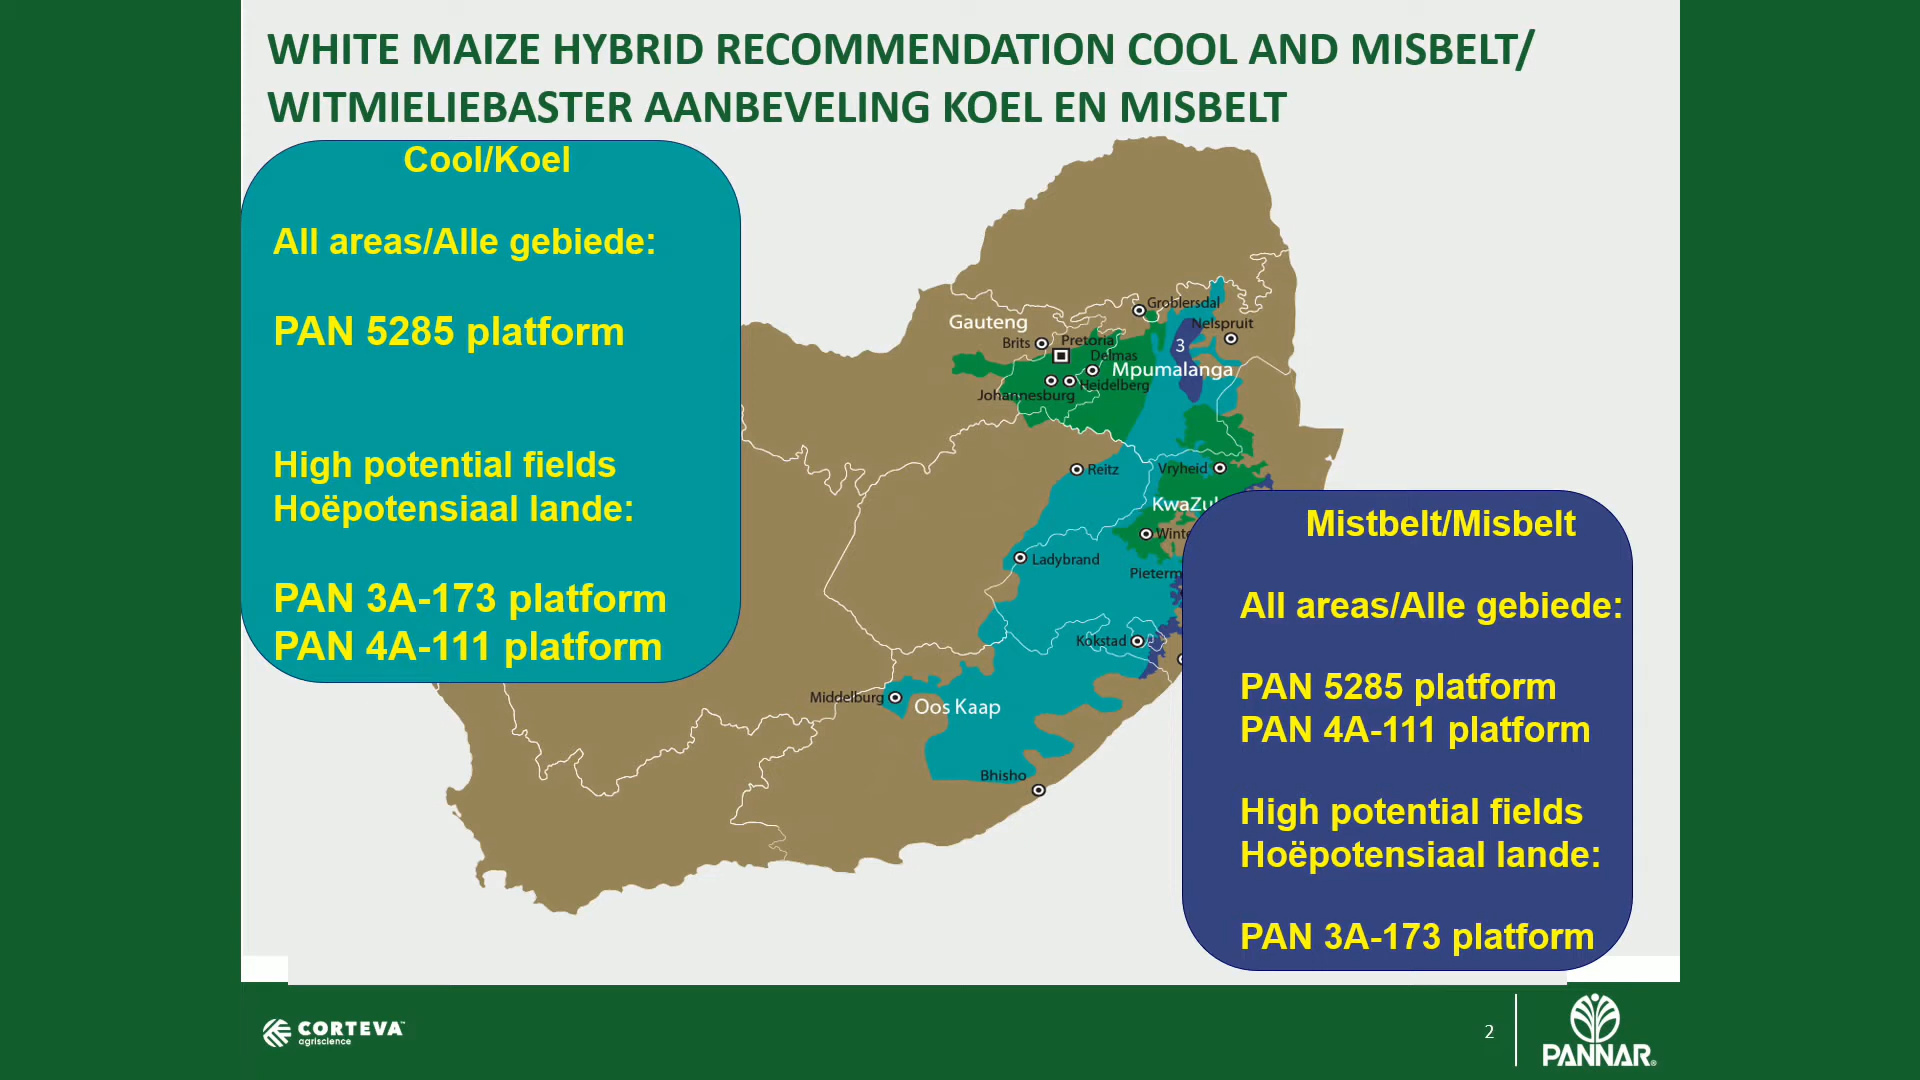 WHITE MAIZE HYBRID RECOMMENDATION COOL AND MISBELT/
WITMIELIEBASTER AANBEVELING KOEL EN MISBELT
Cool/Koel
All areas/Alle gebiede:
PAN 5285 platform
High potential fields
Hoëpotensiaal lande:
PAN 3A-173 platform
PAN 4A-111 platform
Groblersdal
Gauteng
Nelspruit
Brits
Pretoria
3
Delmas
Mpumalanga
Heidelberg
Johannesburg
Reitz
Vryheid
KwaZul
Winte
Ladybrand
Pieterm
Kokstad
Middelburg
Oos Kaap
Bhisho
Mistbelt/Misbelt
All areas/Alle gebiede:
PAN 5285 platform
PAN 4A-111 platform
High potential fields
Hoëpotensiaal lande:
PAN 3A-173 platform
CORTEVA™
agriscience
2
PANNAR®